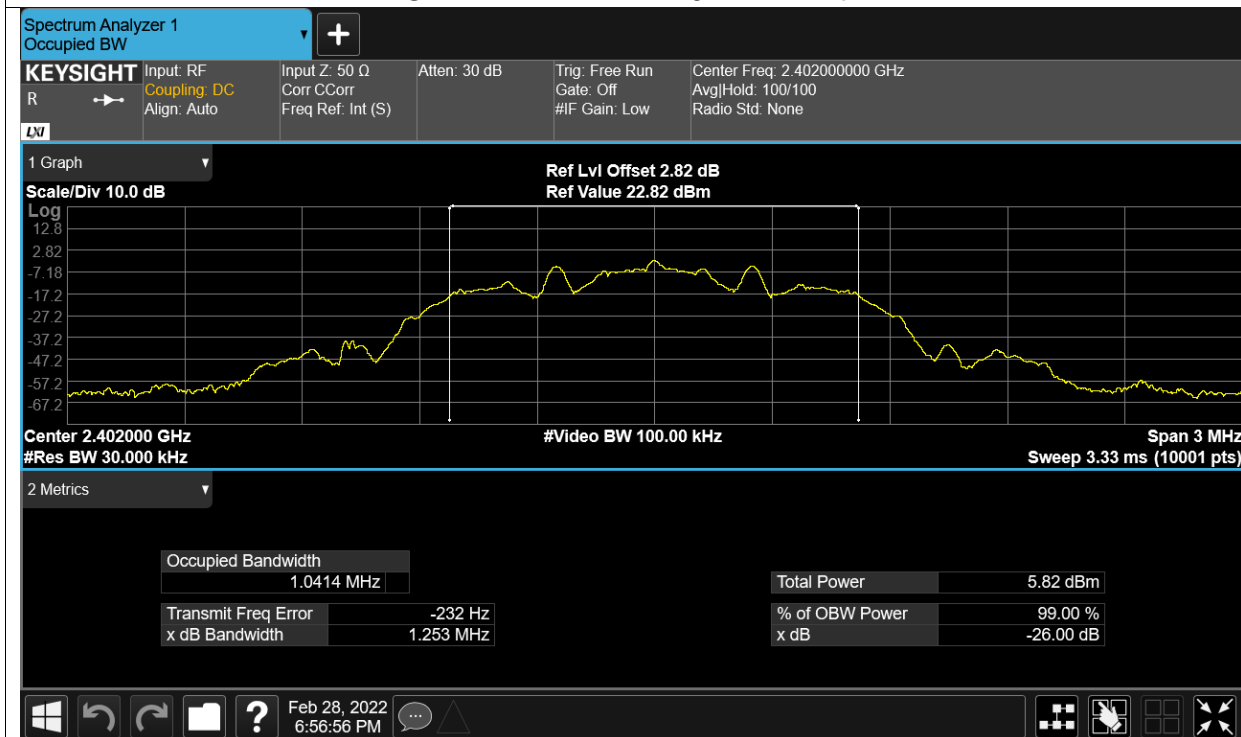 Spectrum Analyzer 1
Occupied BW
+
KEYSIGHT
R
LXI
Input: RF
Coupling: DC
Align: Auto
Input Z: 50 Ω
Corr CCorr
Freq Ref: Int (S)
Atten: 30 dB
Trig: Free Run
Gate: Off
#IF Gain: Low
Center Freq: 2.402000000 GHz
Avg|Hold: 100/100
Radio Std: None
1 Graph
Scale/Div 10.0 dB
Ref Lvl Offset 2.82 dB
Ref Value 22.82 dBm
Log
12.8
2.82
-7.18
-17.2
-27.2
-37.2
-47.2
-57.2
-67.2
Center 2.402000 GHz
#Video BW 100.00 kHz
Span 3 MHz
#Res BW 30.000 kHz
Sweep 3.33 ms (10001 pts)
2 Metrics
Occupied Bandwidth
1.0414 MHz
Total Power 5.82 dBm
Transmit Freq Error -232 Hz
% of OBW Power 99.00 %
x dB Bandwidth 1.253 MHz
x dB -26.00 dB
?
Feb 28, 2022
6:56:56 PM